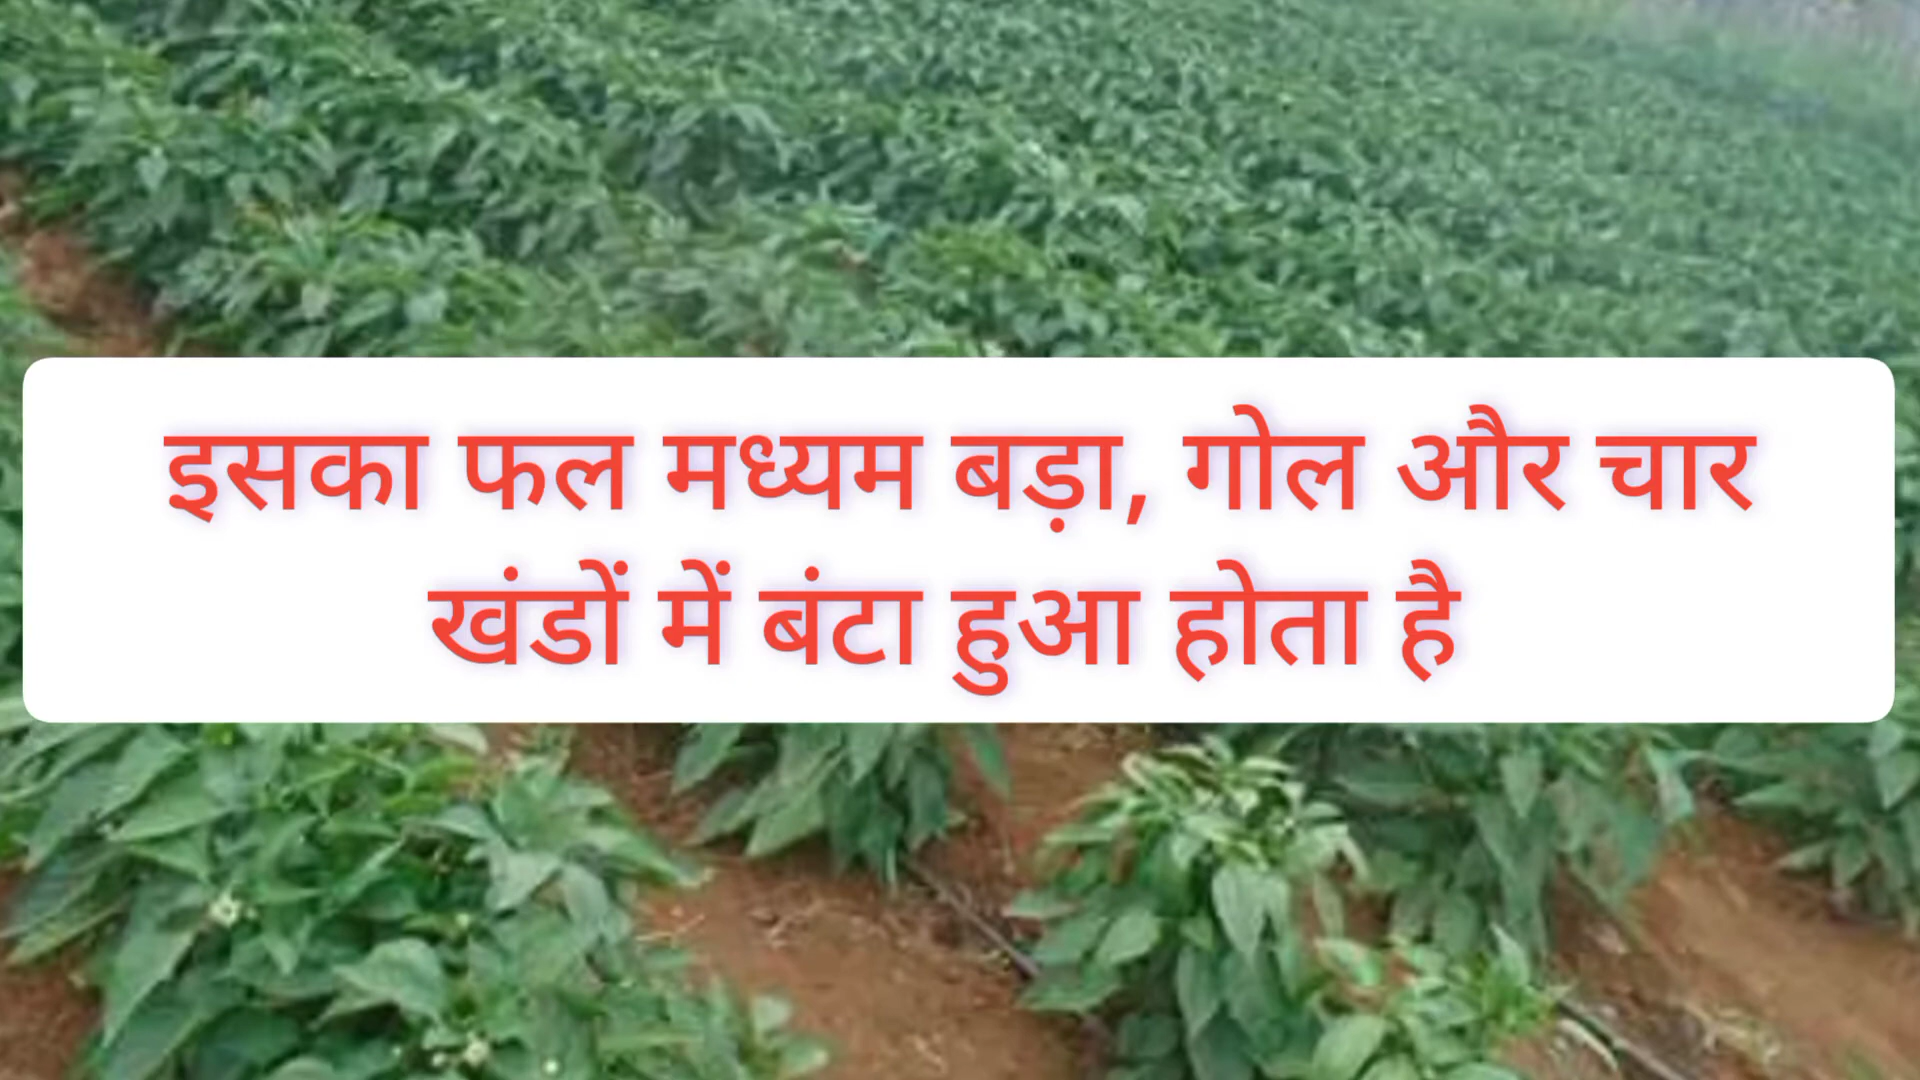 इसका फल मध्यम बड़ा, गोल और चार
खंडों में बंटा हुआ होता है